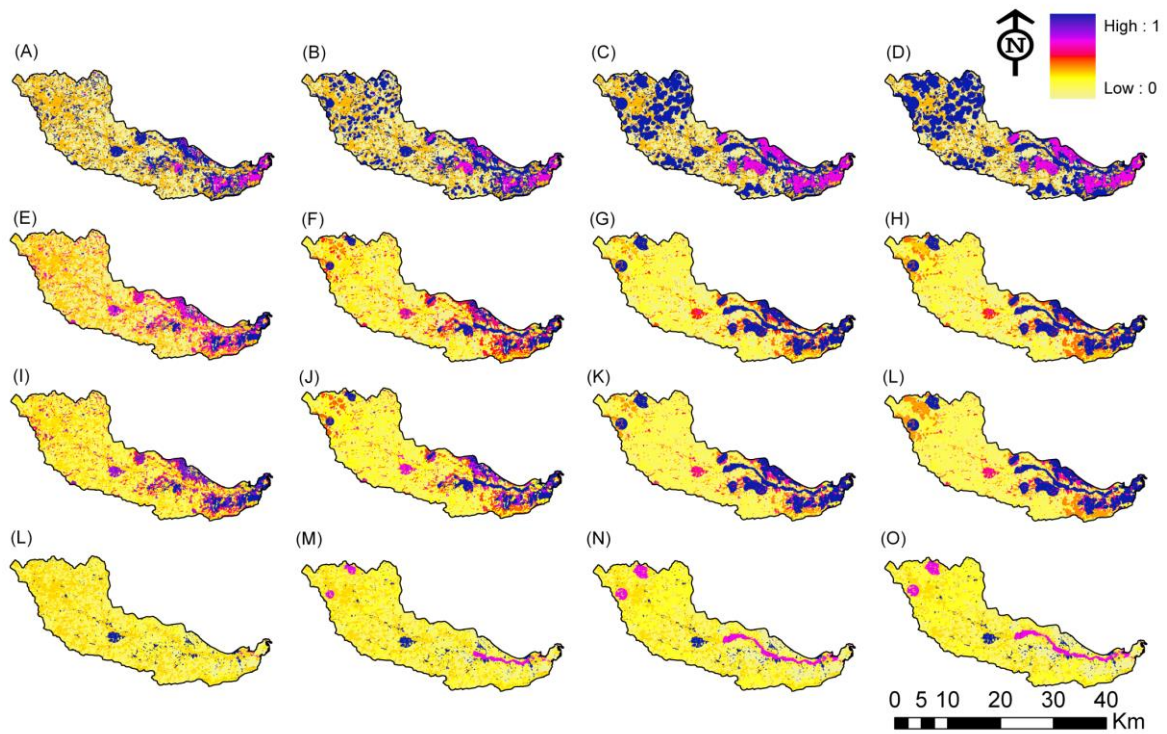 N
High : 1
Low : 0
(A) (B) (C) (D)
(E) (F) (G) (H)
(I) (J) (K) (L)
(L) (M) (N) (O)
0 5 10 20 30 40
Km